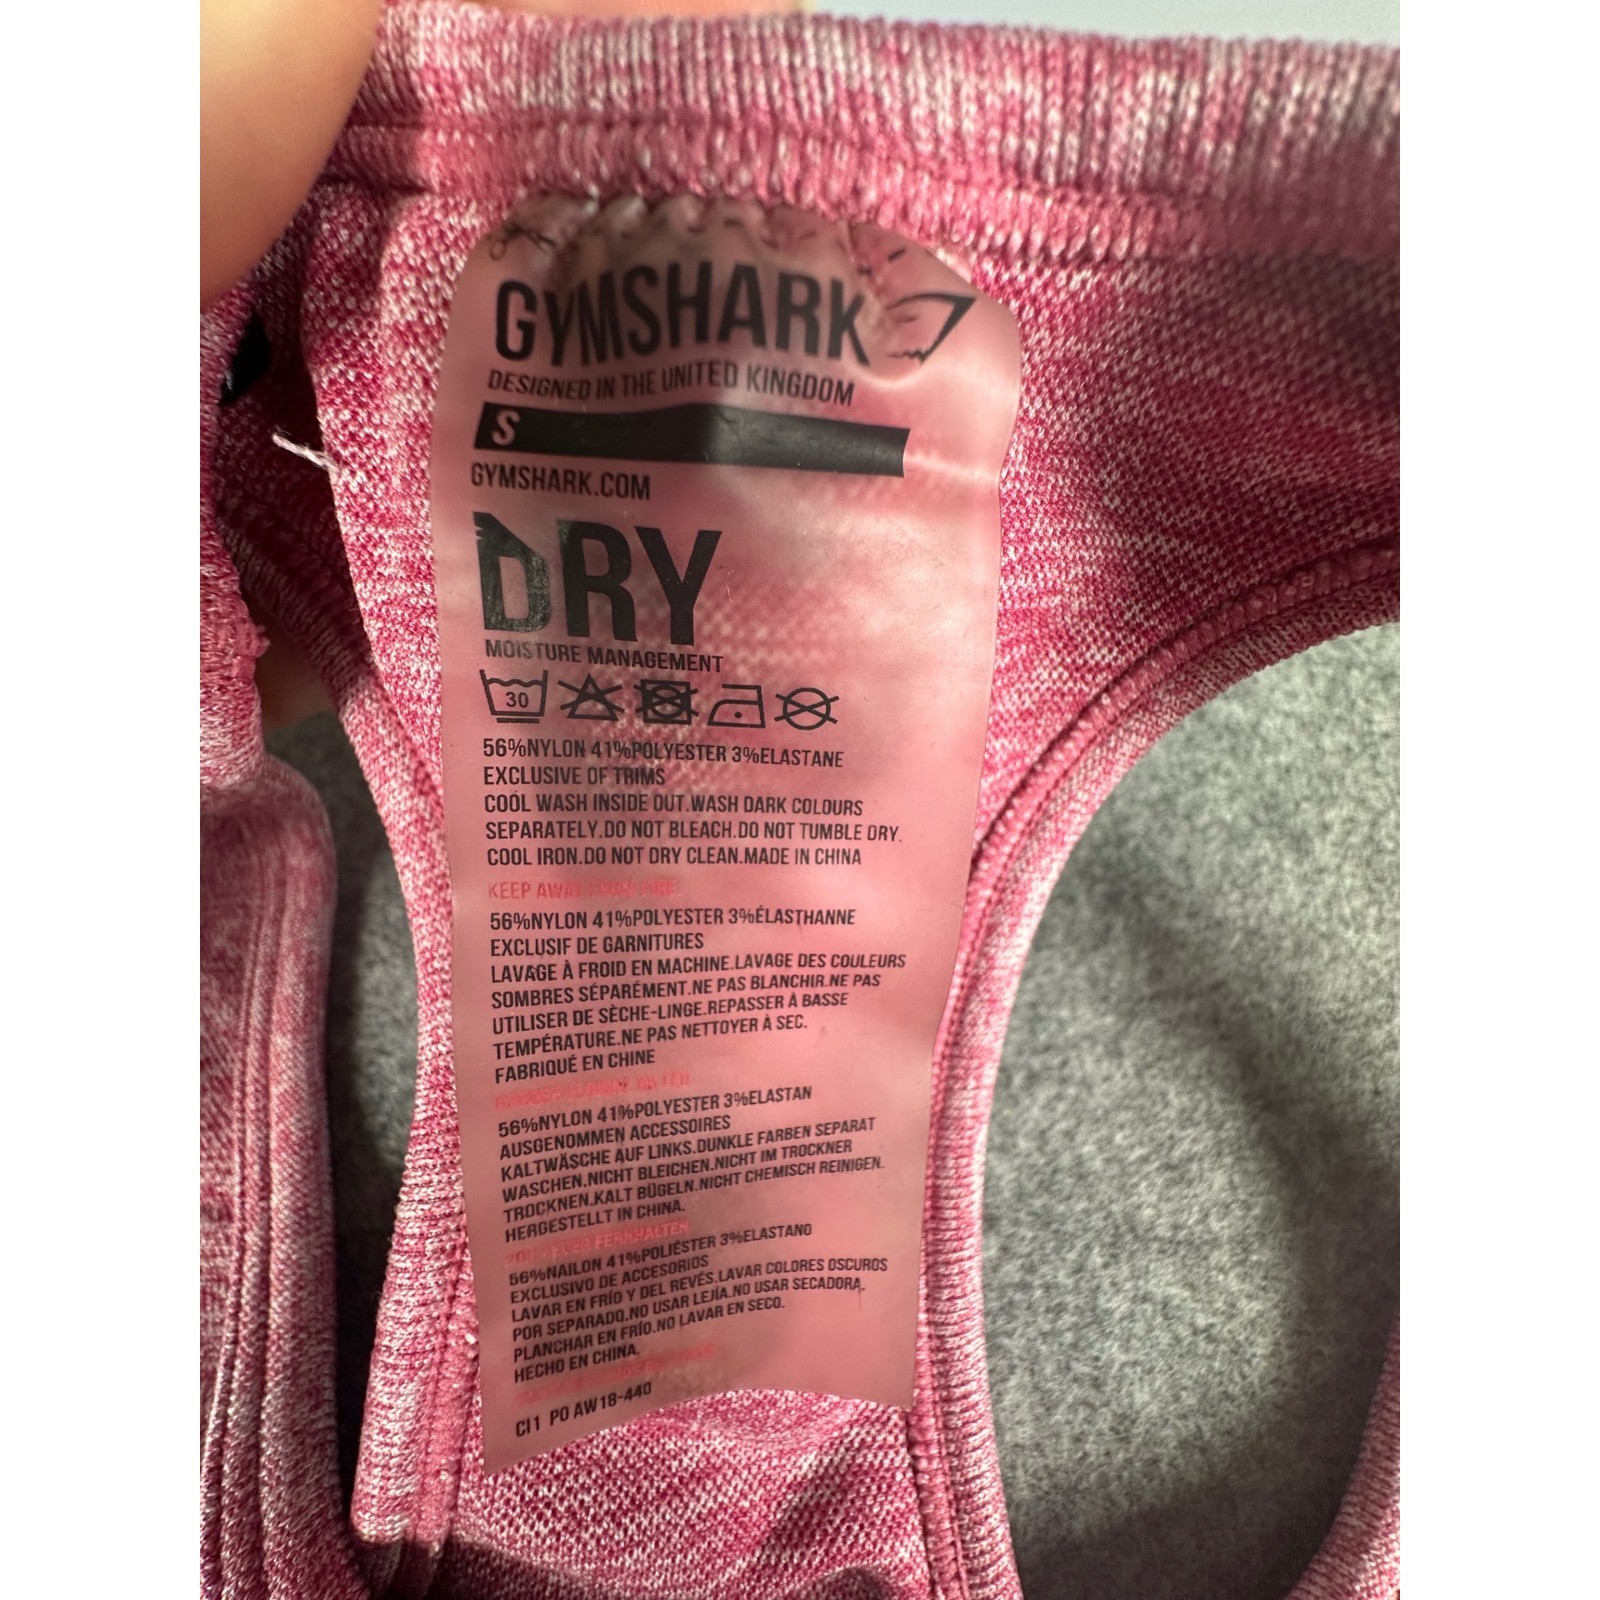 GYMSHARK
DESIGNED IN THE UNITED KINGDOM
S
GYMSHARK.COM
DRY
MOISTURE MANAGEMENT
30
56%NYLON 41%POLYESTER 3%ELASTANE
EXCLUSIVE OF TRIMS
COOL WASH INSIDE OUT.WASH DARK COLOURS
SEPARATELY.DO NOT BLEACH.DO NOT TUMBLE DRY.
COOL IRON.DO NOT DRY CLEAN.MADE IN CHINA
KEEP AWAY FROM FIRE
56%NYLON 41%POLYESTER 3%ÉLASTHANNE
EXCLUSIF DE GARNITURES
LAVAGE À FROID EN MACHINE.LAVAGE DES COULEURS
SOMBRES SÉPARÉMENT.NE PAS BLANCHIR.NE PAS
UTILISER DE SÈCHE-LINGE.REPASSER À BASSE
TEMPÉRATURE.NE PAS NETTOYER À SEC.
FABRIQUÉ EN CHINE
56%NYLON 41%POLYESTER 3%ELASTAN
AUSGENOMMEN ACCESSOIRES
KALTWÄSCHE AUF LINKS.DUNKLE FARBEN SEPARAT
WASCHEN.NICHT BLEICHEN.NICHT IM TROCKNER
TROCKNEN.KALT BÜGELN.NICHT CHEMISCH REINIGEN.
HERGESTELLT IN CHINA.
FERNHALTEN
56%NAILON 41%POLIÉSTER 3%ELASTANO
EXCLUSIVO DE ACCESORIOS
LAVAR EN FRÍO Y DEL REVÉS.LAVAR COLORES OSCUROS
POR SEPARADO.NO USAR LEJÍA.NO USAR SECADORA.
PLANCHAR EN FRÍO.NO LAVAR EN SECO.
HECHO EN CHINA.
CI1 PO AW18-440